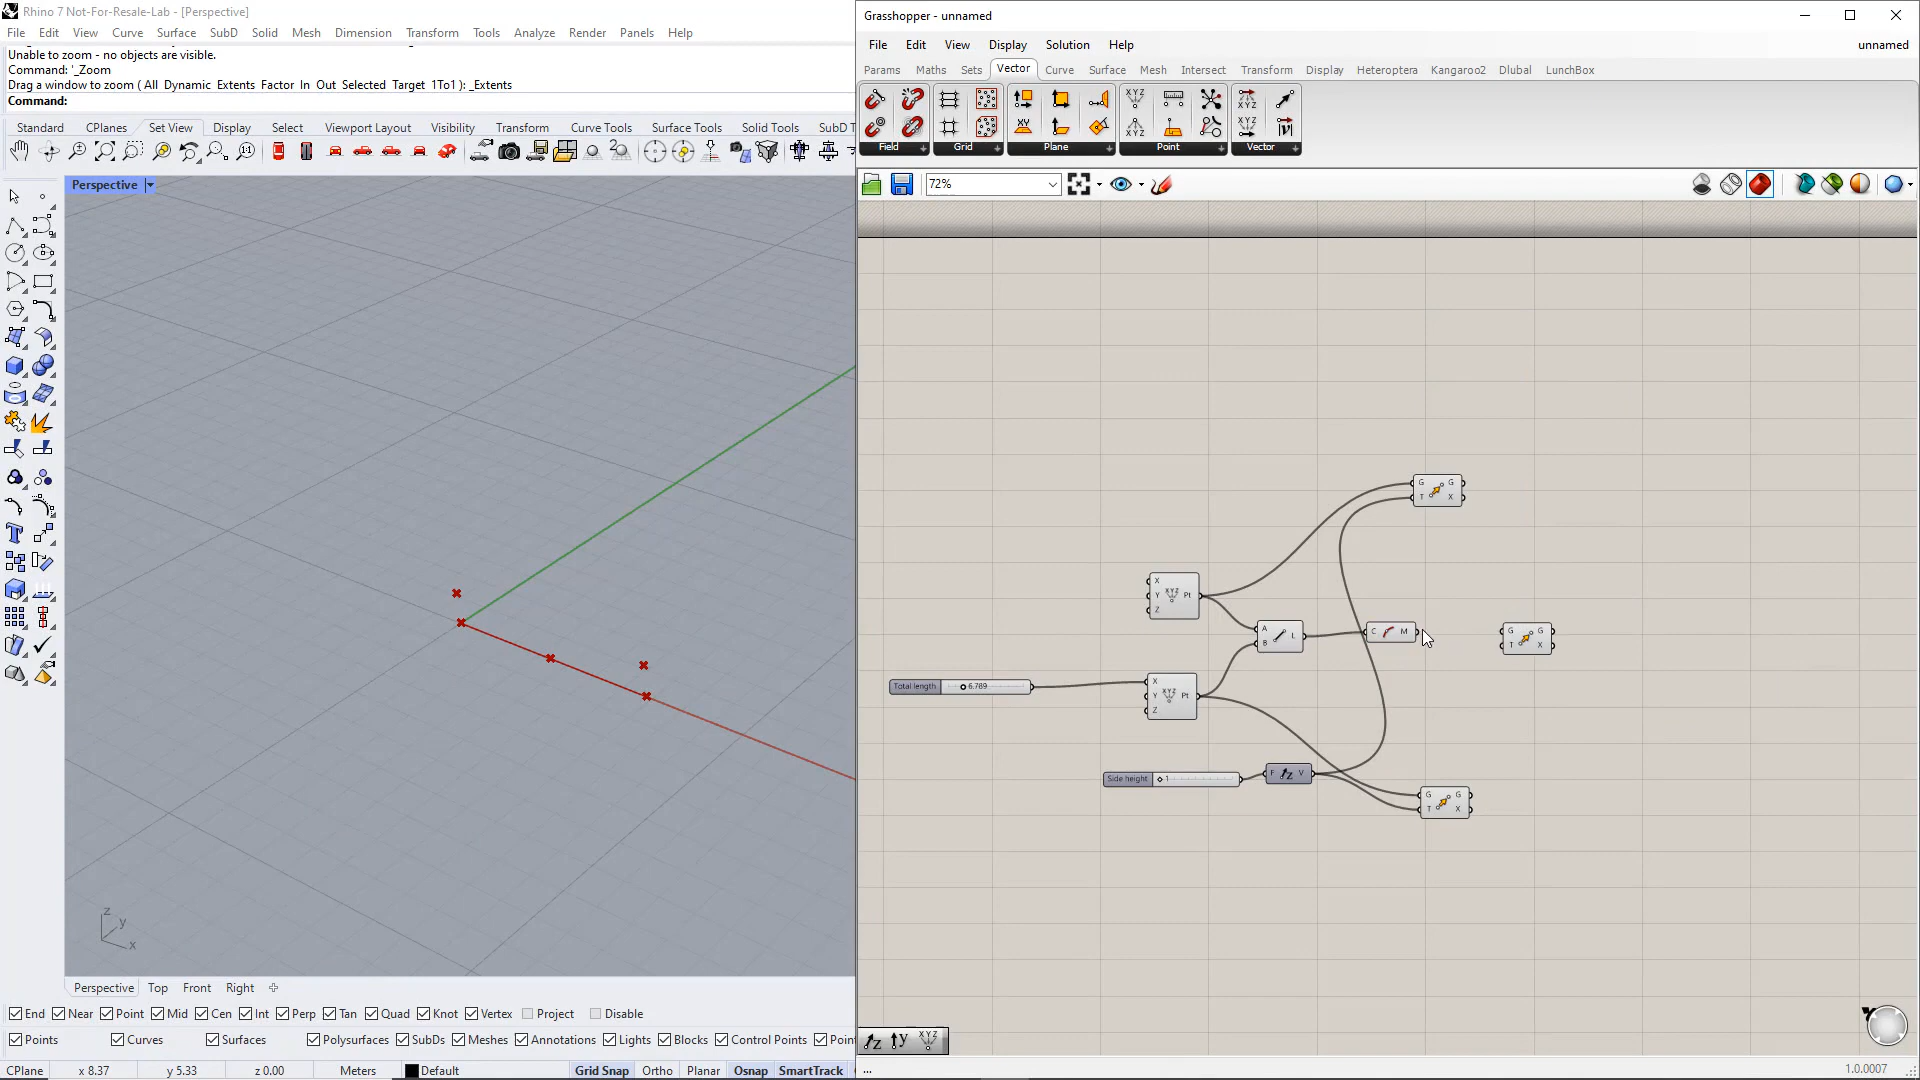 Rhino 7 Not-For-Resale-Lab - [Perspective]
File Edit View Curve Surface SubD Solid Mesh Dimension Transform Tools Analyze Render Panels Help
Unable to zoom - no objects are visible.
Command: '_Zoom
Drag a window to zoom ( All Dynamic Extents Factor In Out Selected Target 1To1 ): _Extents
Command:
Standard CPlanes Set View Display Select Viewport Layout Visibility Transform Curve Tools Surface Tools Solid Tools SubD T
Perspective
z
y
x
Perspective Top Front Right
End Near Point Mid Cen Int Perp Tan Quad Knot Vertex Project Disable
Points Curves Surfaces Polysurfaces SubDs Meshes Annotations Lights Blocks Control Points Poin
CPlane x 8.37 y 5.33 z 0.00 Meters Default Grid Snap Ortho Planar Osnap SmartTrack
Grasshopper - unnamed
File Edit View Display Solution Help unnamed
Params Maths Sets Vector Curve Surface Mesh Intersect Transform Display Heteroptera Kangaroo2 Dlubal LunchBox
Field Grid Plane Point Vector
72%
G G
T X
X
Y XYZ Pt
Z
A
B L
C M
G G
T X
Total length 6.789
X
Y XYZ Pt
Z
Side height 1
F Z V
G G
T X
z y XYZ
... 1.0.0007